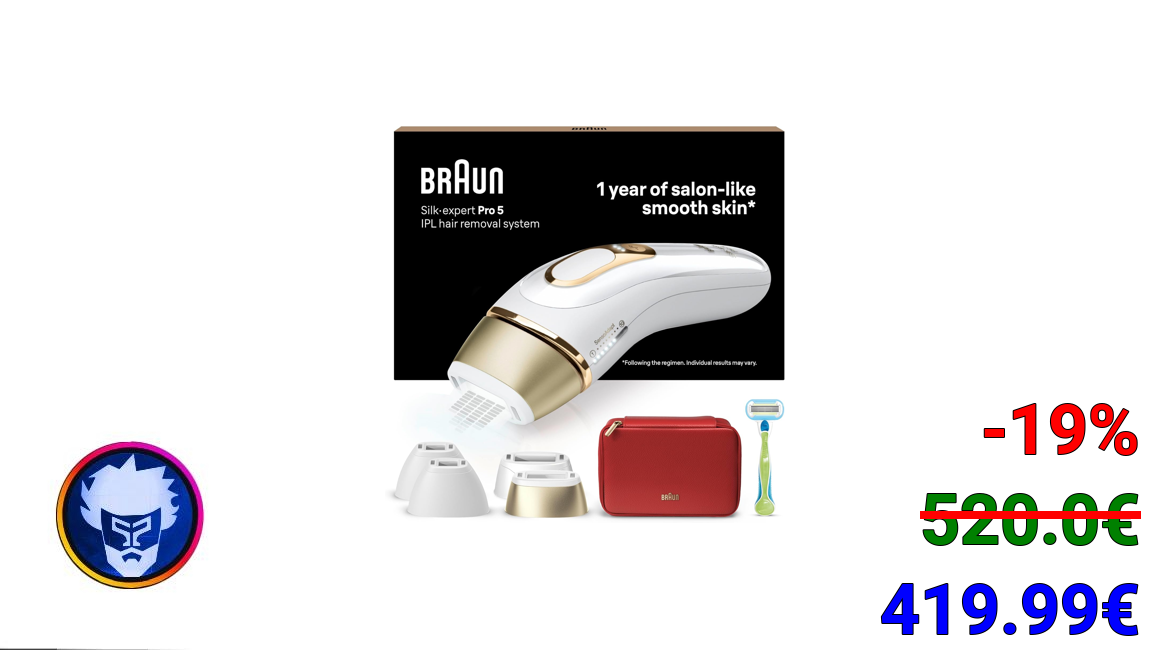 BRAUN
BRAUN
Silk·expert Pro 5
IPL hair removal system
1 year of salon-like
smooth skin*
*Following the regimen. Individual results may vary.
BRAUN
-19%
520.0€
419.99€